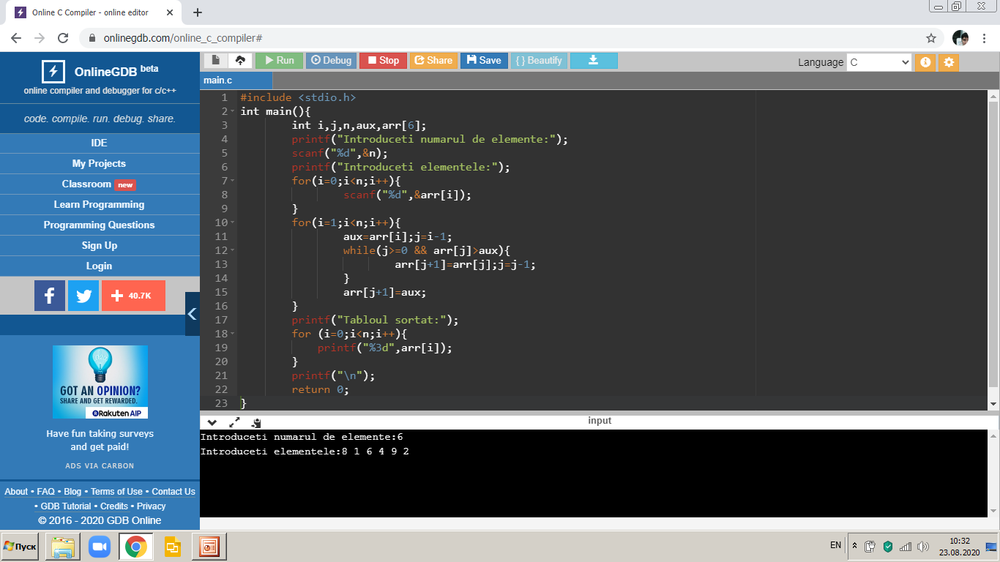 Online C Compiler - online editor
onlinegdb.com/online_c_compiler#
OnlineGDB beta
online compiler and debugger for c/c++
code. compile. run. debug. share.
IDE
My Projects
Classroom new
Learn Programming
Programming Questions
Sign Up
Login
40.7K
GOT AN OPINION?
SHARE AND GET REWARDED.
Rakuten AIP
Have fun taking surveys
and get paid!
ADS VIA CARBON
About • FAQ • Blog • Terms of Use • Contact Us
• GDB Tutorial • Credits • Privacy
© 2016 - 2020 GDB Online
Run Debug Stop Share Save { } Beautify Language C
main.c
1 #include <stdio.h>
2 int main(){
3 int i,j,n,aux,arr[6];
4 printf("Introduceti numarul de elemente:");
5 scanf("%d",&n);
6 printf("Introduceti elementele:");
7 for(i=0;i<n;i++){
8 scanf("%d",&arr[i]);
9 }
10 for(i=1;i<n;i++){
11 aux=arr[i];j=i-1;
12 while(j>=0 && arr[j]>aux){
13 arr[j+1]=arr[j];j=j-1;
14 }
15 arr[j+1]=aux;
16 }
17 printf("Tabloul sortat:");
18 for (i=0;i<n;i++){
19 printf("%3d",arr[i]);
20 }
21 printf("\n");
22 return 0;
23 }
input
Introduceti numarul de elemente:6
Introduceti elementele:8 1 6 4 9 2
Пуск
EN
10:32
23.08.2020